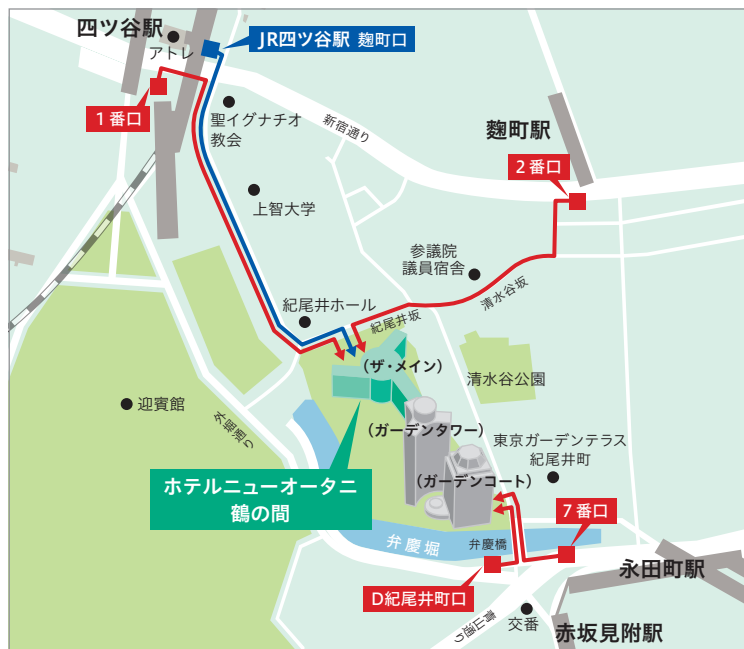 四ツ谷駅
アトレ
JR四ツ谷駅 麴町口
1番口
聖イグナチオ
教会
新宿通り
麴町駅
2番口
上智大学
参議院
議員宿舎
清水谷坂
紀尾井ホール
紀尾井坂
(ザ・メイン)
清水谷公園
迎賓館
外堀通り
(ガーデンタワー)
東京ガーデンテラス
紀尾井町
(ガーデンコート)
ホテルニューオータニ
鶴の間
7番口
弁慶堀
弁慶橋
永田町駅
D紀尾井町口
青山通り
交番
赤坂見附駅